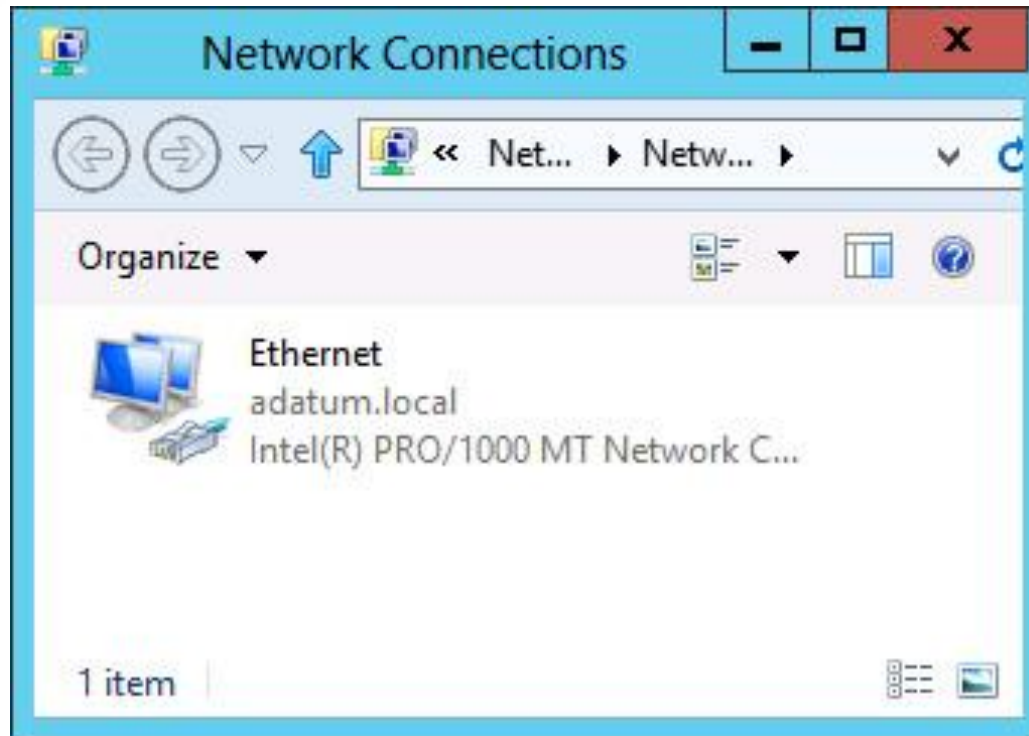 Network Connections
« Net... Netw...
Organize
Ethernet
adatum.local
Intel(R) PRO/1000 MT Network C...
1 item